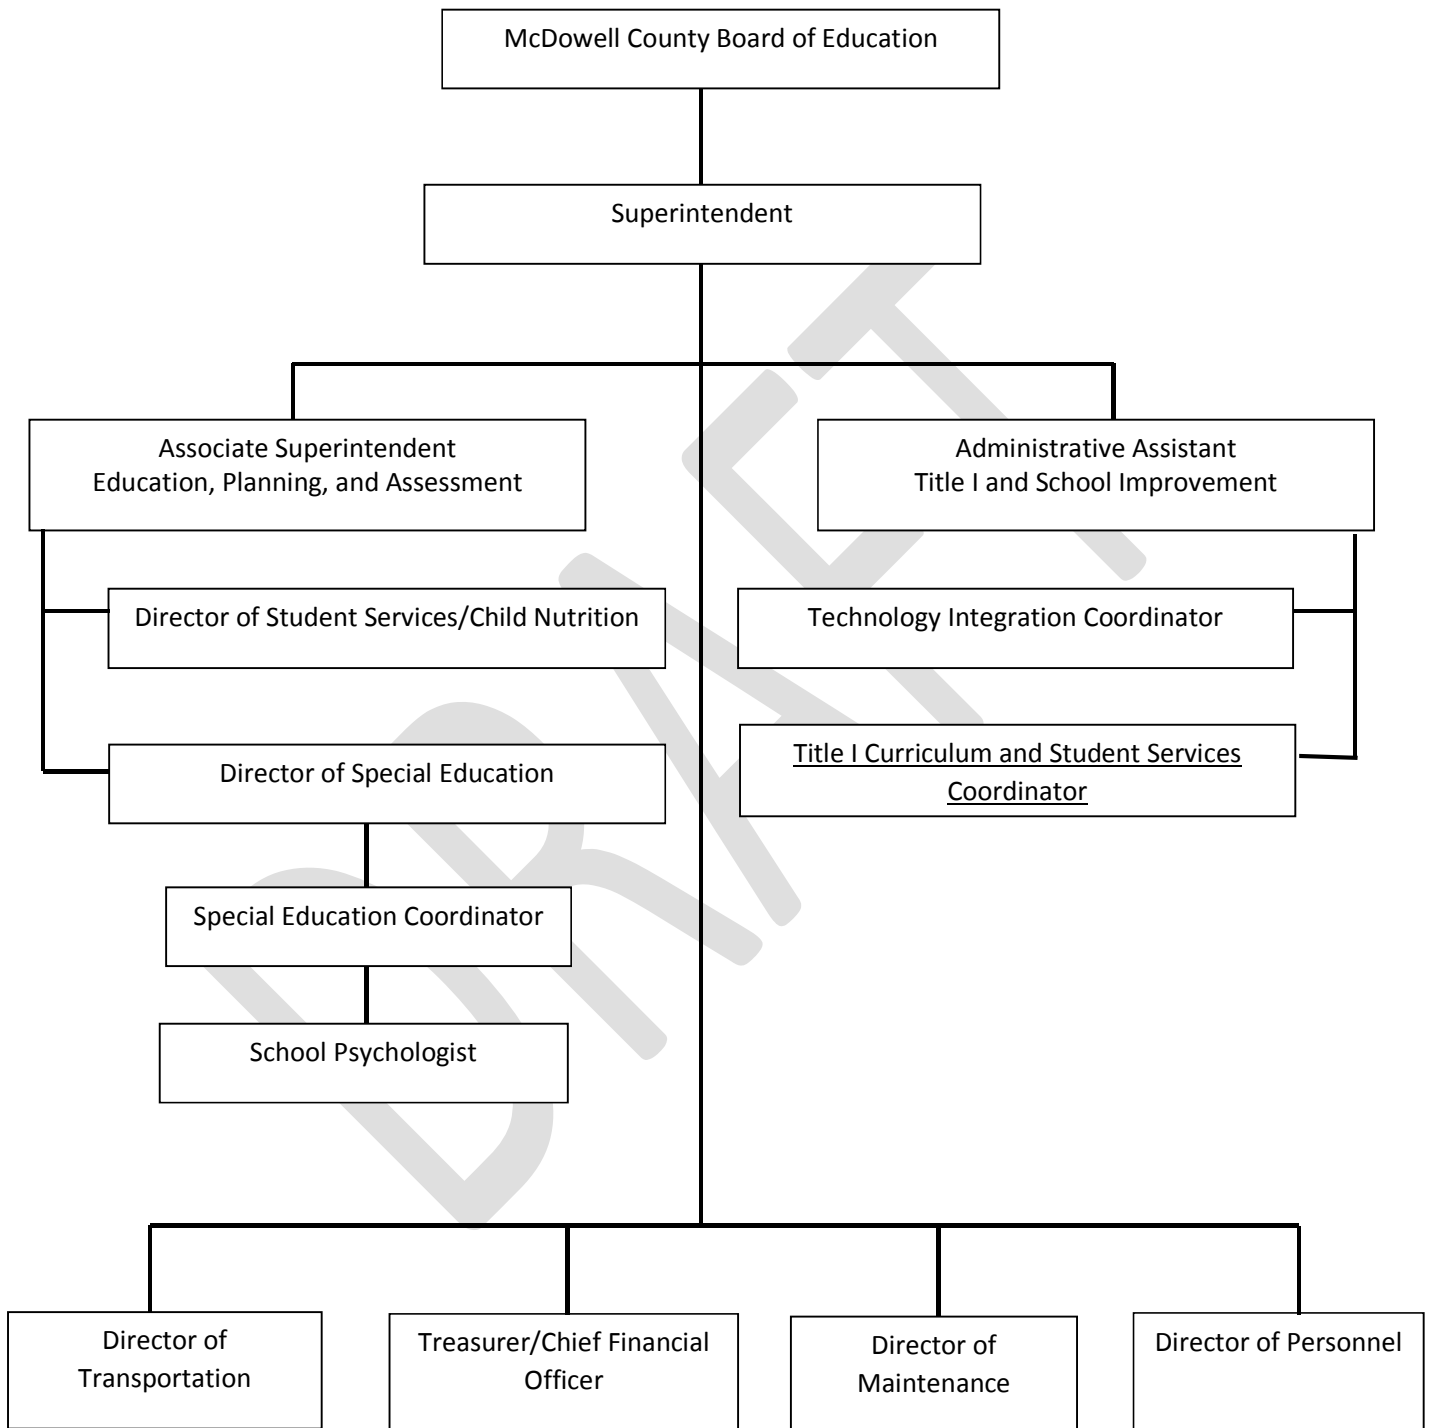 McDowell County Board of Education
Superintendent
Associate Superintendent
Education, Planning, and Assessment
Administrative Assistant
Title I and School Improvement
Director of Student Services/Child Nutrition
Technology Integration Coordinator
Director of Special Education
Title I Curriculum and Student Services
Coordinator
Special Education Coordinator
School Psychologist
Director of
Transportation
Treasurer/Chief Financial
Officer
Director of
Maintenance
Director of Personnel
DRAFT